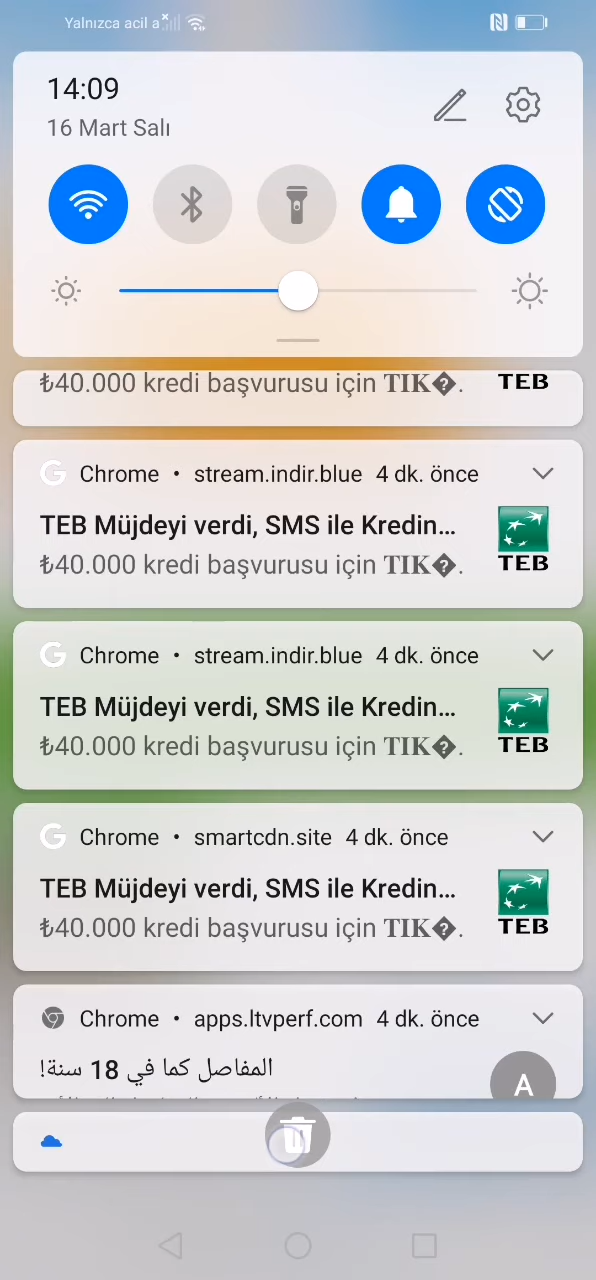 Yalnızca acil a
14:09
16 Mart Salı
₺40.000 kredi başvurusu için TIK�.
TEB
Chrome • stream.indir.blue 4 dk. önce
TEB Müjdeyi verdi, SMS ile Kredin...
₺40.000 kredi başvurusu için TIK�.
TEB
Chrome • stream.indir.blue 4 dk. önce
TEB Müjdeyi verdi, SMS ile Kredin...
₺40.000 kredi başvurusu için TIK�.
TEB
Chrome • smartcdn.site 4 dk. önce
TEB Müjdeyi verdi, SMS ile Kredin...
₺40.000 kredi başvurusu için TIK�.
TEB
Chrome • apps.ltvperf.com 4 dk. önce
المفاصل كما في 18 سنة!
A